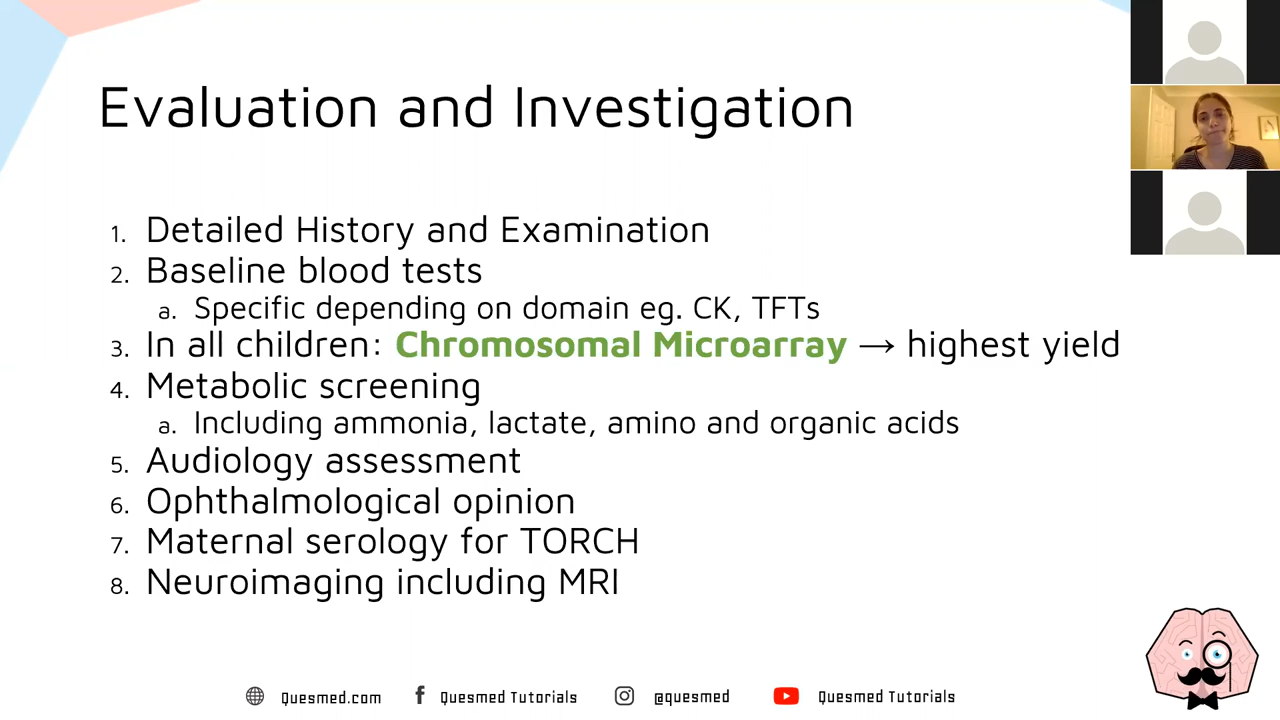 Evaluation and Investigation
1. Detailed History and Examination
2. Baseline blood tests
a. Specific depending on domain eg. CK, TFTs
3. In all children: Chromosomal Microarray → highest yield
4. Metabolic screening
a. Including ammonia, lactate, amino and organic acids
5. Audiology assessment
6. Ophthalmological opinion
7. Maternal serology for TORCH
8. Neuroimaging including MRI
Quesmed.com Quesmed Tutorials @quesmed Quesmed Tutorials